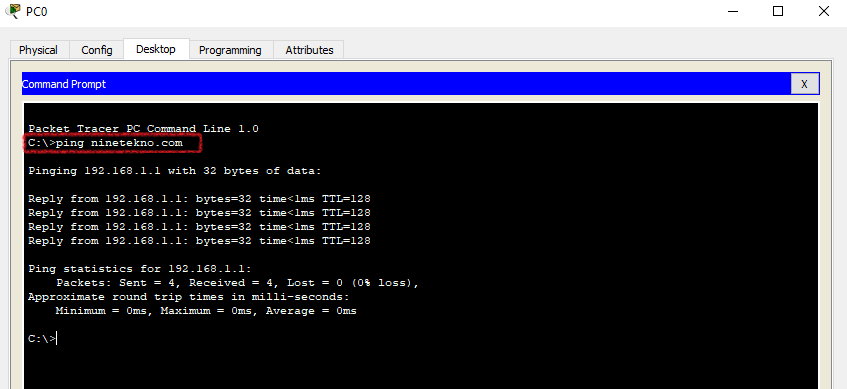 PC0
Physical Config Desktop Programming Attributes
Command Prompt X
Packet Tracer PC Command Line 1.0
C:\>ping ninetekno.com
Pinging 192.168.1.1 with 32 bytes of data:
Reply from 192.168.1.1: bytes=32 time<1ms TTL=128
Reply from 192.168.1.1: bytes=32 time<1ms TTL=128
Reply from 192.168.1.1: bytes=32 time<1ms TTL=128
Reply from 192.168.1.1: bytes=32 time<1ms TTL=128
Ping statistics for 192.168.1.1:
    Packets: Sent = 4, Received = 4, Lost = 0 (0% loss),
Approximate round trip times in milli-seconds:
    Minimum = 0ms, Maximum = 0ms, Average = 0ms
C:\>